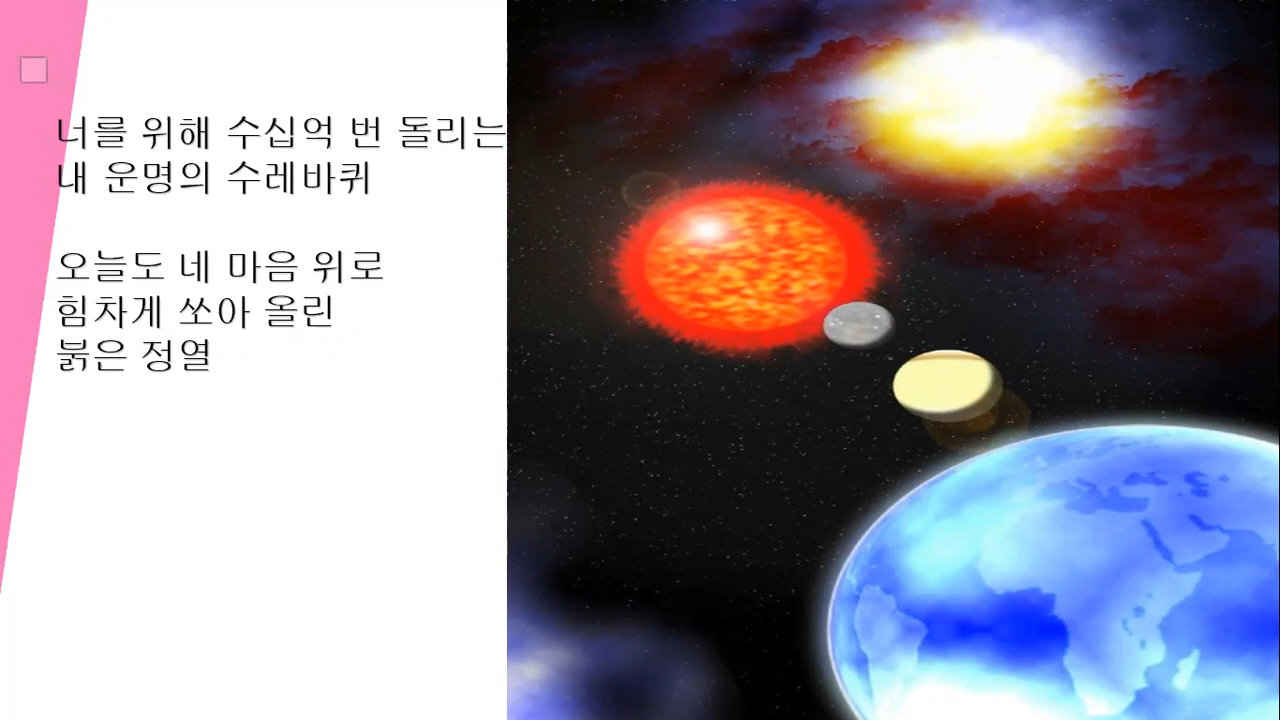 너를 위해 수십억 번 돌리는
내 운명의 수레바퀴
오늘도 네 마음 위로
힘차게 쏘아 올린
붉은 정열